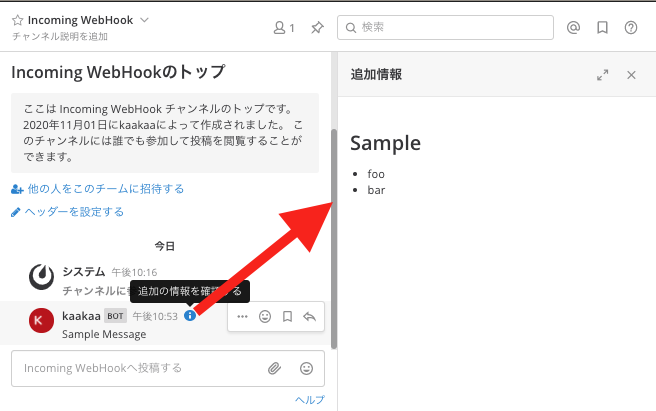 Incoming WebHook
チャンネル説明を追加
1
検索
Incoming WebHookのトップ
ここは Incoming WebHook チャンネルのトップです。
2020年11月01日にkaakaaによって作成されました。 こ
のチャンネルには誰でも参加して投稿を閲覧することが
できます。
他の人をこのチームに招待する
ヘッダーを設定する
今日
システム 午後10:16
チャンネルに
追加の情報を確認する
kaakaa BOT 午後10:53
Sample Message
Incoming WebHookへ投稿する
ヘルプ
追加情報
Sample
foo
bar